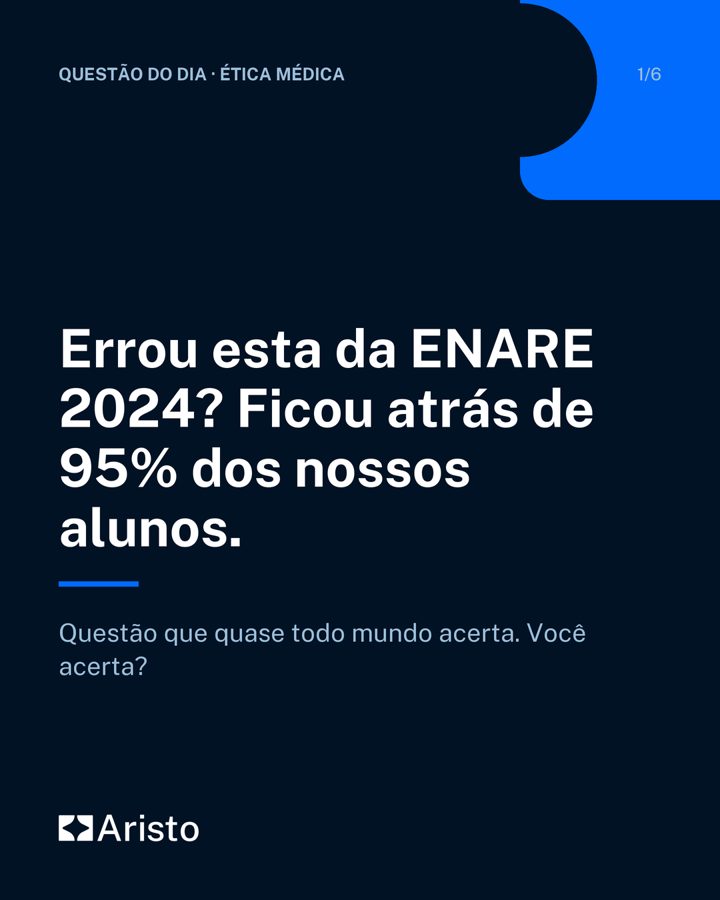 QUESTÃO DO DIA · ÉTICA MÉDICA
1/6
Errou esta da ENARE
2024? Ficou atrás de
95% dos nossos
alunos.
Questão que quase todo mundo acerta. Você
acerta?
Aristo